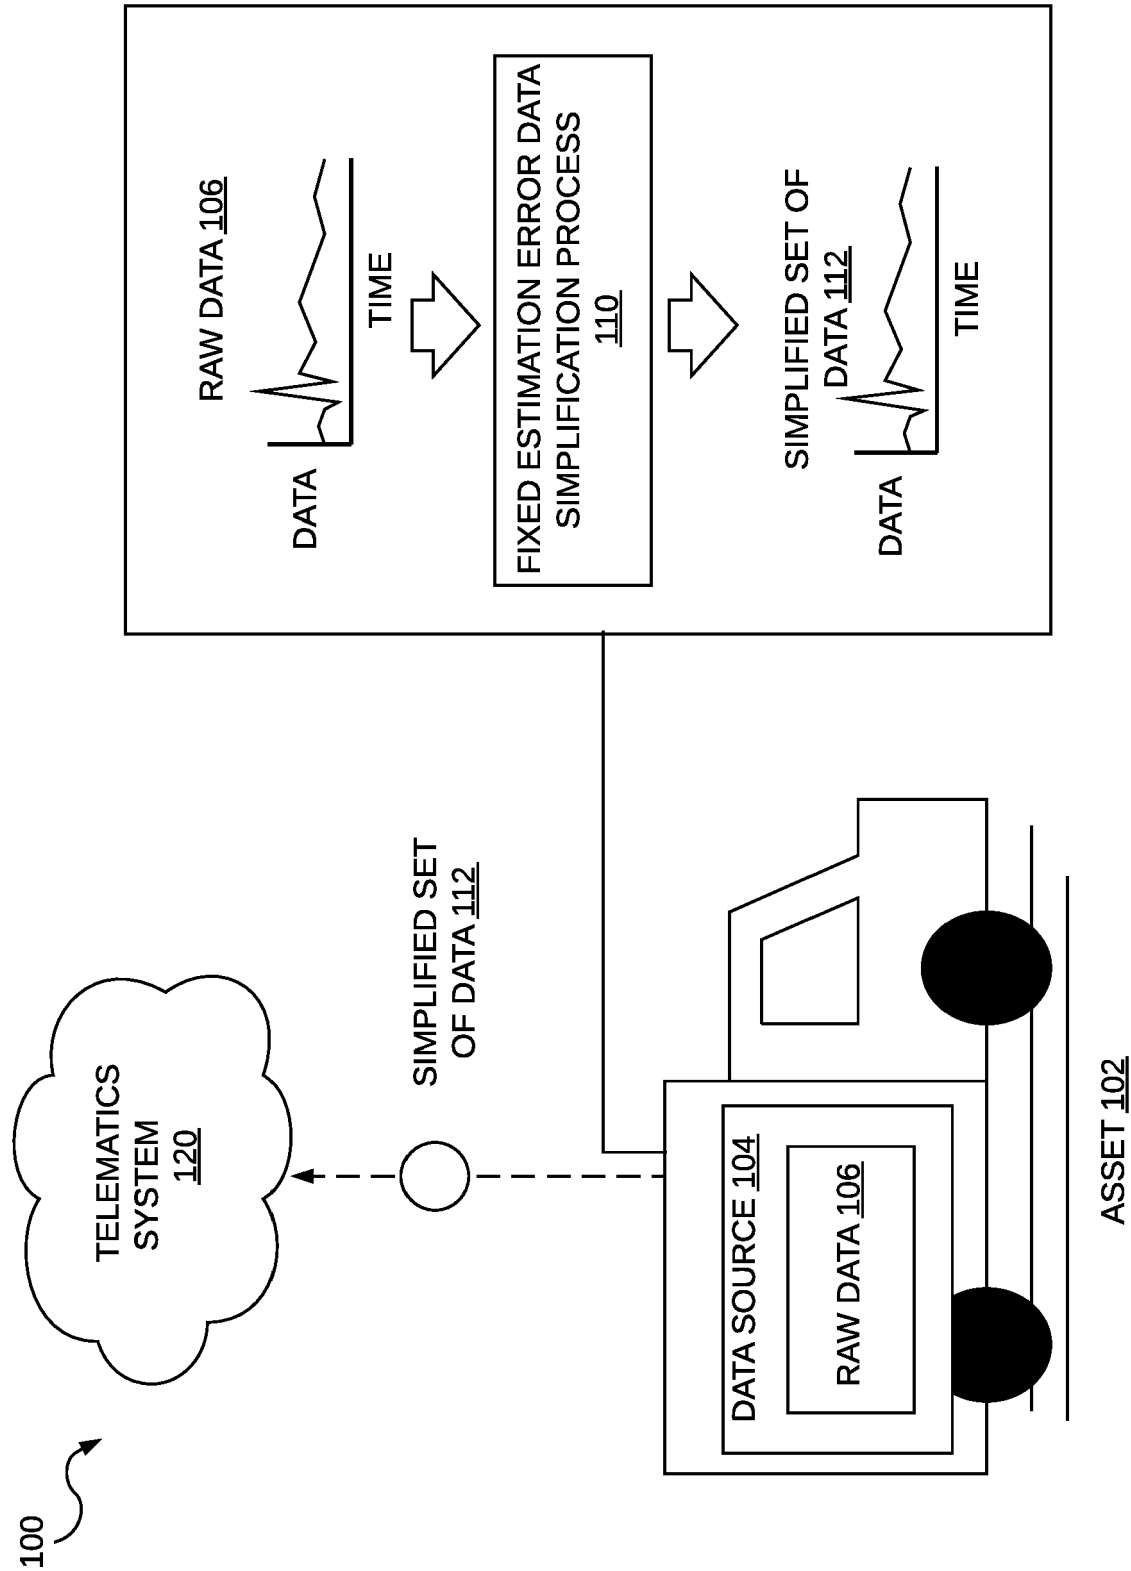 100
TELEMATICS
SYSTEM
120
SIMPLIFIED SET
OF DATA 112
DATA SOURCE 104
RAW DATA 106
ASSET 102
RAW DATA 106
DATA
TIME
FIXED ESTIMATION ERROR DATA
SIMPLIFICATION PROCESS
110
SIMPLIFIED SET OF
DATA 112
DATA
TIME